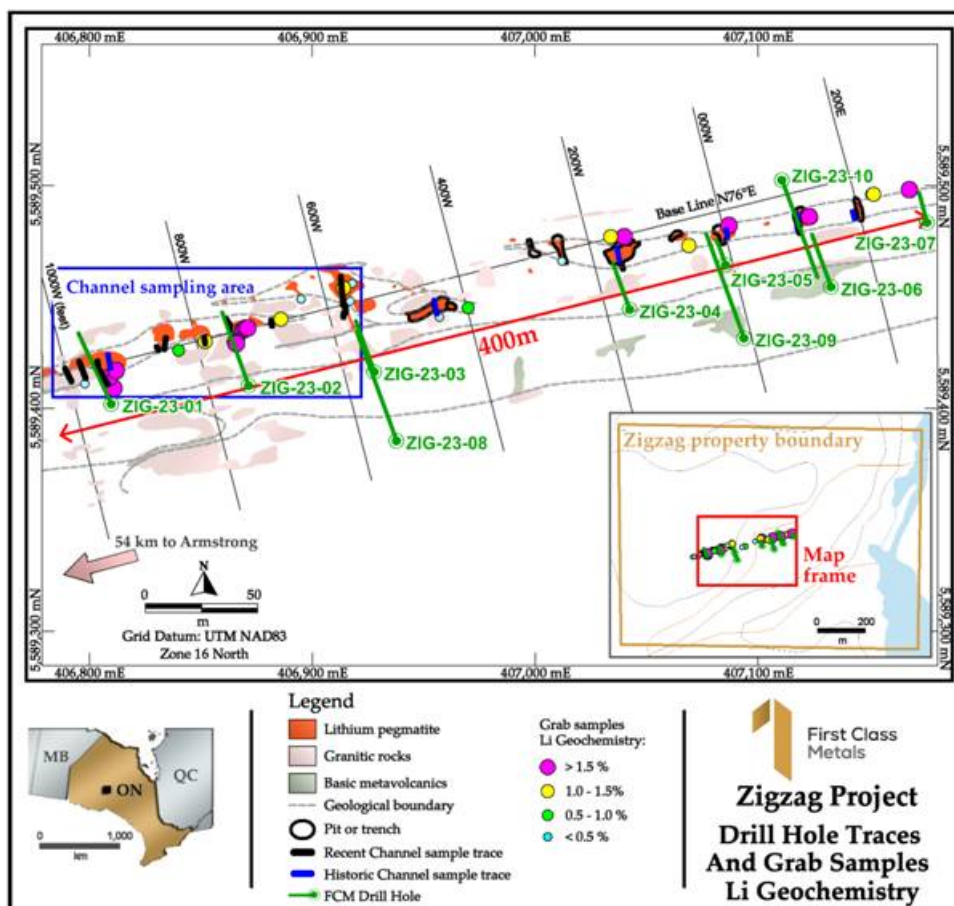 406,800 mE
406,900 mE
407,000 mE
407,100 mE
5,589,500 mN
5,589,500 mN
200E
000W
200W
400W
600W
800W
1000W (feet)
ZIG-23-10
Base Line N76°E
ZIG-23-07
ZIG-23-05
ZIG-23-06
Channel sampling area
ZIG-23-04
ZIG-23-09
400m
ZIG-23-03
ZIG-23-02
ZIG-23-01
ZIG-23-08
5,589,400 mN
5,589,400 mN
Zigzag property boundary
54 km to Armstrong
Map
frame
N
0 50
m
0 200
m
Grid Datum: UTM NAD83
Zone 16 North
5,589,300 mN
5,589,300 mN
406,800 mE
406,900 mE
407,000 mE
407,100 mE
MB
ON
QC
0 1,000
km
Legend
Lithium pegmatite
Granitic rocks
Basic metavolcanics
Geological boundary
Pit or trench
Recent Channel sample trace
Historic Channel sample trace
FCM Drill Hole
Grab samples
Li Geochemistry:
> 1.5 %
1.0 - 1.5%
0.5 - 1.0 %
< 0.5 %
First Class
Metals
Zigzag Project
Drill Hole Traces
And Grab Samples
Li Geochemistry